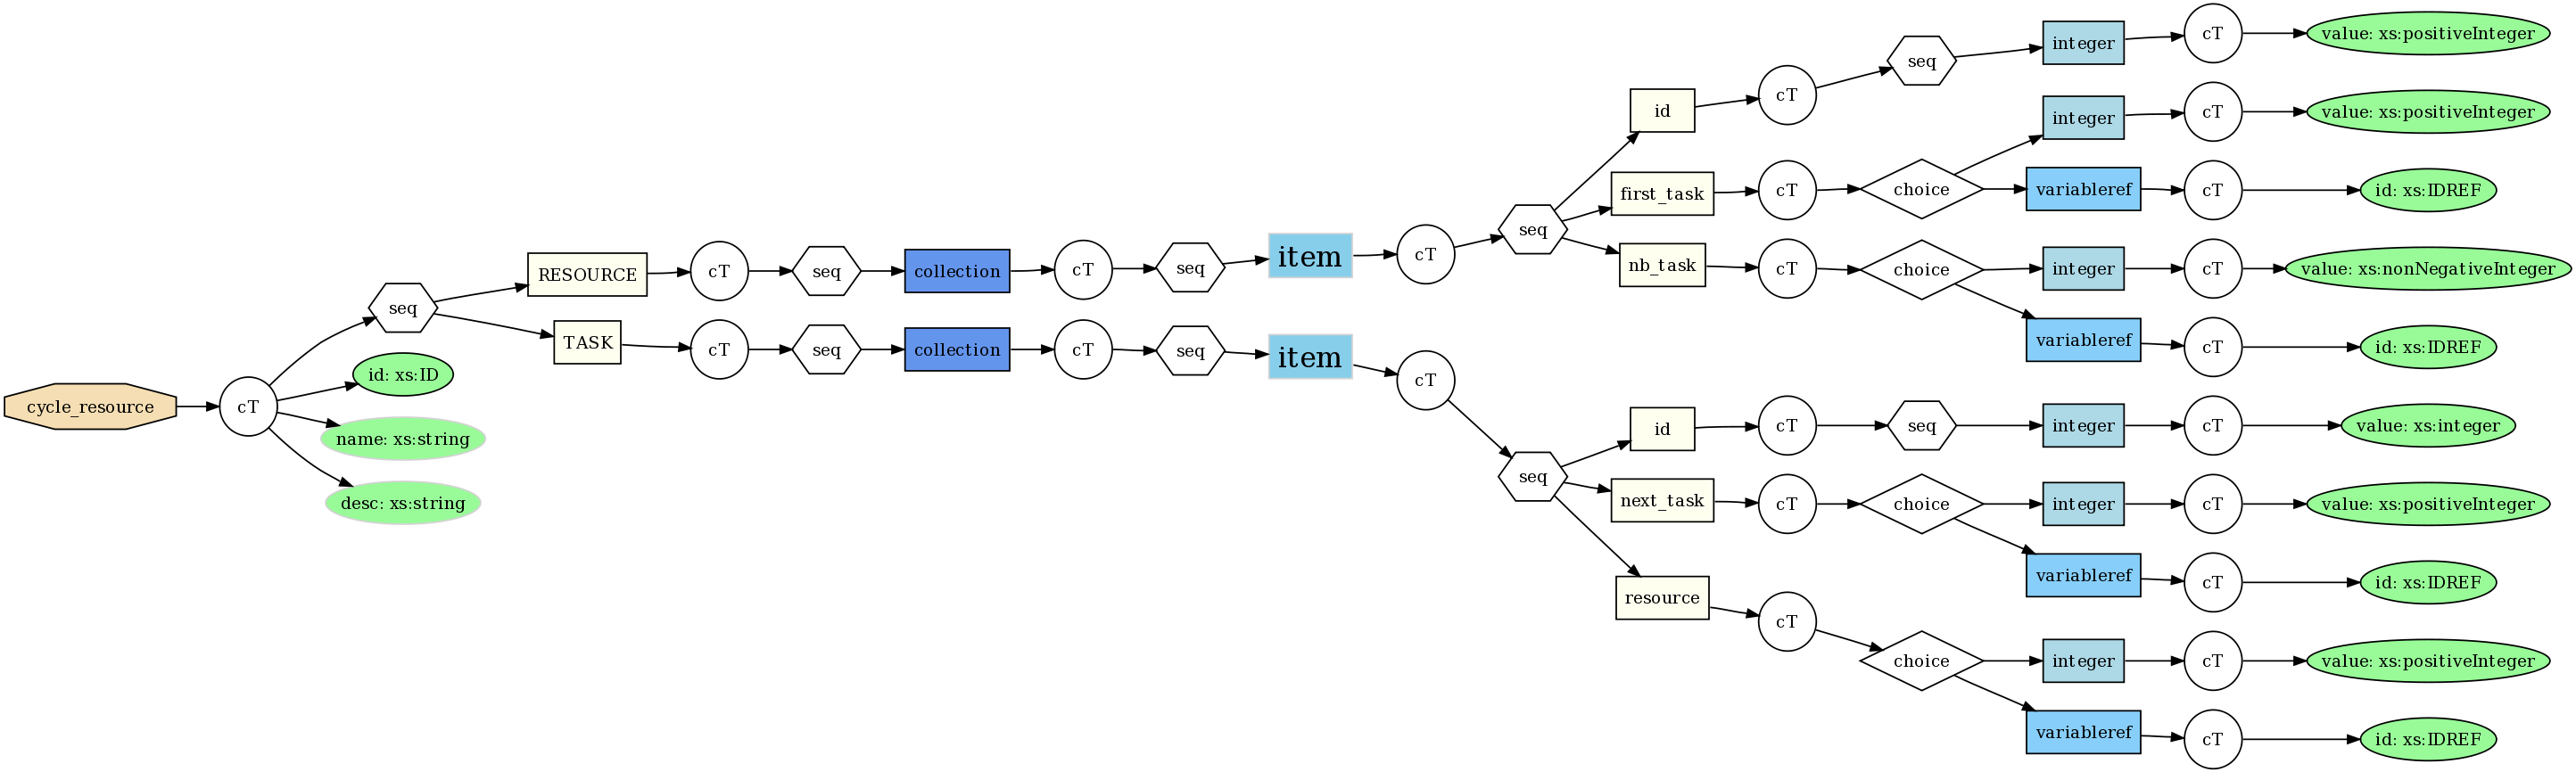 cycle_resource
cT
seq
id: xs:ID
name: xs:string
desc: xs:string
RESOURCE
cT
seq
collection
cT
seq
item
cT
seq
id
cT
seq
integer
cT
value: xs:positiveInteger
first_task
cT
choice
integer
cT
value: xs:positiveInteger
variableref
cT
id: xs:IDREF
nb_task
cT
choice
integer
cT
value: xs:nonNegativeInteger
variableref
cT
id: xs:IDREF
TASK
cT
seq
collection
cT
seq
item
cT
seq
id
cT
seq
integer
cT
value: xs:integer
next_task
cT
choice
integer
cT
value: xs:positiveInteger
variableref
cT
id: xs:IDREF
resource
cT
choice
integer
cT
value: xs:positiveInteger
variableref
cT
id: xs:IDREF